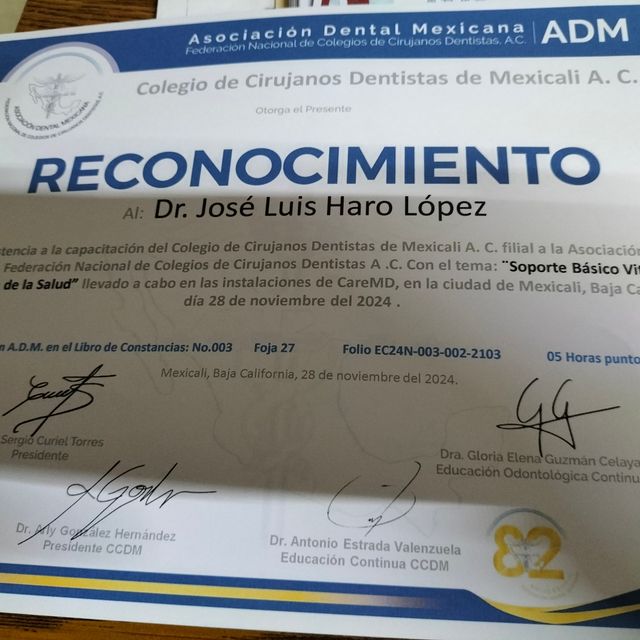 Asociación Dental Mexicana
Federación Nacional de Colegios de Cirujanos Dentistas, A.C.
ADM
Colegio de Cirujanos Dentistas de Mexicali A. C.
Otorga el Presente
ASOCIACIÓN DENTAL MEXICANA
RECONOCIMIENTO
Al: Dr. José Luis Haro López
stencia a la capacitación del Colegio de Cirujanos Dentistas de Mexicali A. C. filial a la Asociación
Federación Nacional de Colegios de Cirujanos Dentistas A .C. Con el tema: ¨Soporte Básico Vit
de la Salud" llevado a cabo en las instalaciones de CareMD, en la ciudad de Mexicali, Baja Ca
día 28 de noviembre del 2024 .
n A.D.M. en el Libro de Constancias: No.003 Foja 27 Folio EC24N-003-002-2103 05 Horas punto
Mexicali, Baja California, 28 de noviembre del 2024.
Sergio Curiel Torres
Presidente
Dra. Gloria Elena Guzmán Celaya
Educación Odontológica Continu
Dr. Arly González Hernández
Presidente CCDM
Dr. Antonio Estrada Valenzuela
Educación Continua CCDM
82